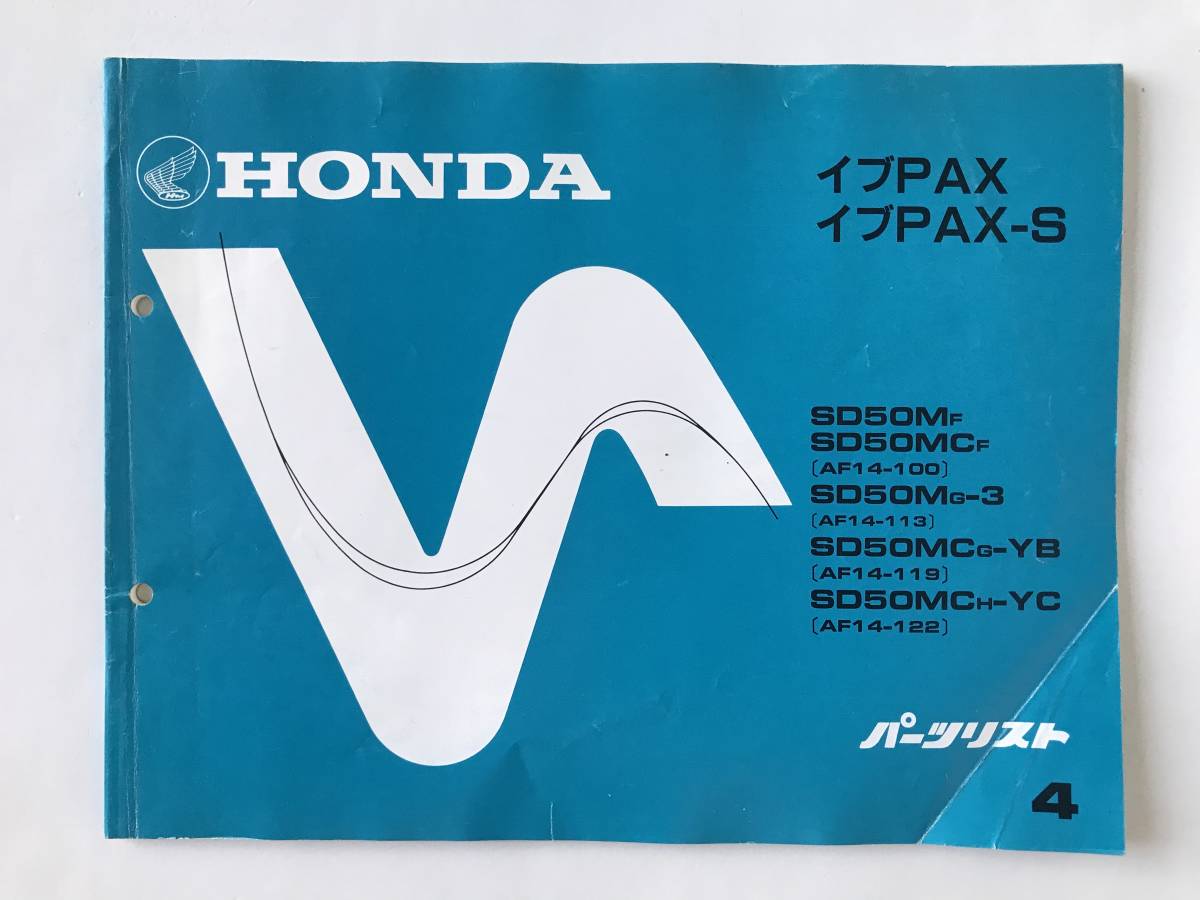 HONDA
イブPAX
イブPAX-S
SD50MF
SD50MCF
〔AF14-100〕
SD50MG-3
〔AF14-113〕
SD50MCG-YB
〔AF14-119〕
SD50MCH-YC
〔AF14-122〕
パーツリスト
4